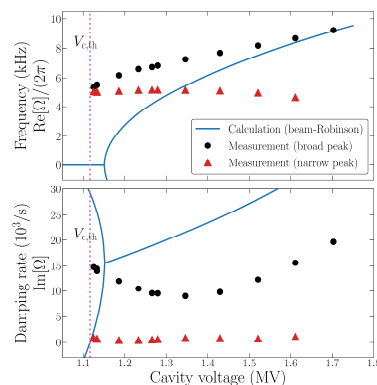 Frequency (kHz)
Re[Ω]/(2π)
10
8
6
4
2
0
V_c,th
Calculation (beam-Robinson)
Measurement (broad peak)
Measurement (narrow peak)
Damping rate (10³/s)
Im[Ω]
30
25
20
15
10
5
0
V_c,th
1.1 1.2 1.3 1.4 1.5 1.6 1.7 1.8
Cavity voltage (MV)